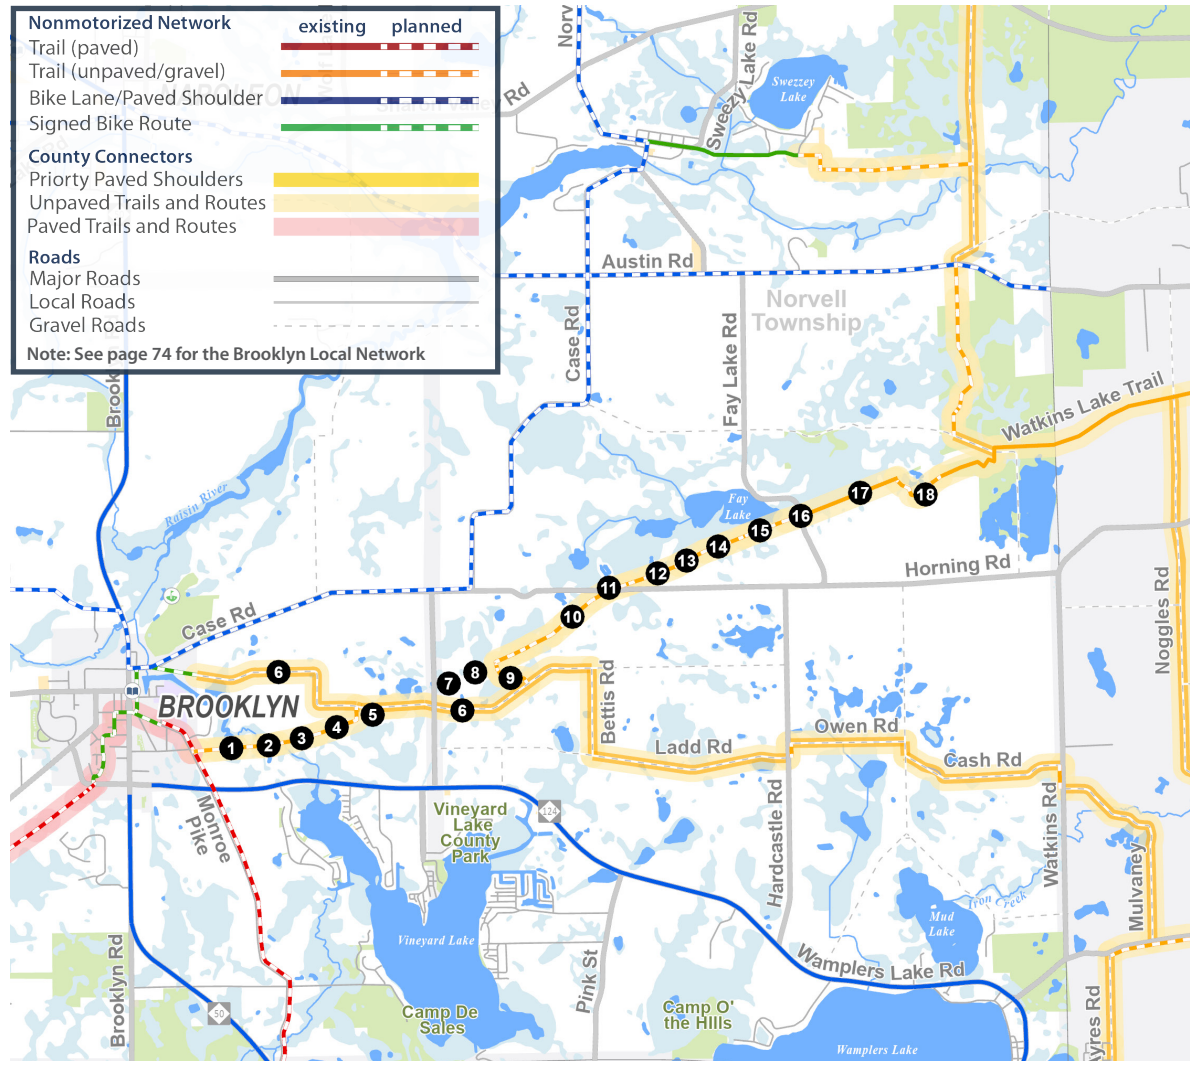 Nonmotorized Network
existing
planned
Trail (paved)
Trail (unpaved/gravel)
Bike Lane/Paved Shoulder
Signed Bike Route
County Connectors
Priorty Paved Shoulders
Unpaved Trails and Routes
Paved Trails and Routes
Roads
Major Roads
Local Roads
Gravel Roads
Note: See page 74 for the Brooklyn Local Network
Norv
Rd
Sweezy Lake Rd
Swezzey
Lake
Austin Rd
Norvell
Township
Case Rd
Fay Lake Rd
Brook
Watkins Lake Trail
Raisin River
Fay
Lake
17
18
16
15
14
13
12
11
10
Horning Rd
Noggles Rd
Case Rd
6
7
8
9
6
BROOKLYN
5
4
3
2
1
Bettis Rd
Ladd Rd
Owen Rd
Cash Rd
Monroe
Pike
Vineyard
Lake
County
Park
124
Hardcastle Rd
Watkins Rd
Mulvaney
Iron Creek
Mud
Lake
Vineyard Lake
Brooklyn Rd
Pink St
Wamplers Lake Rd
50
Camp De
Sales
Camp O'
the HIlls
Wamplers Lake
Ayres Rd